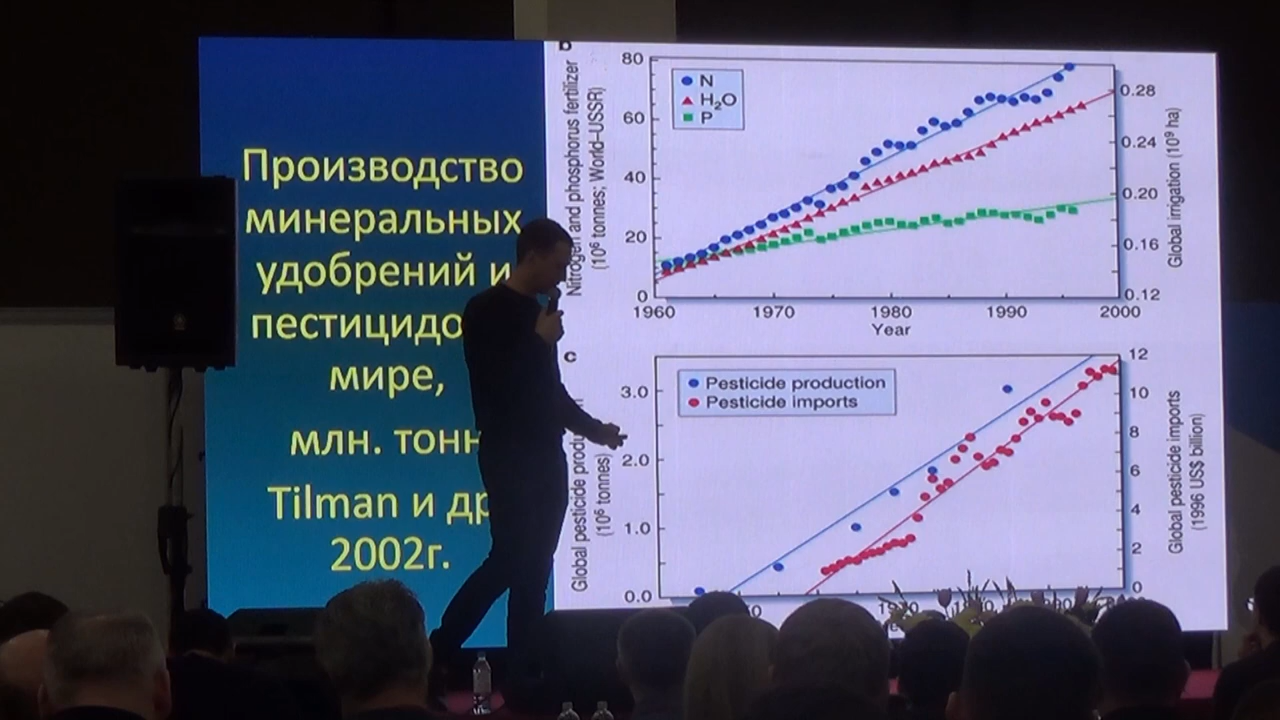 Производство
минеральных
удобрений и
мире,
млн. тонн
Tilman и др
2002г.
b
Nitrogen and phosphorus fertilizer
(10⁶ tonnes; World–USSR)
80
60
40
20
0
N
H₂O
P
0.28
0.24
0.20
0.16
0.12
Global irrigation (10⁹ ha)
1960 1970 1980 1990 2000
Year
c
Global pesticide
(10⁶ tonnes)
3.0
2.0
1.0
0.0
Pesticide production
Pesticide imports
12
10
8
6
4
2
0
Global pesticide imports
(1996 US$ billion)